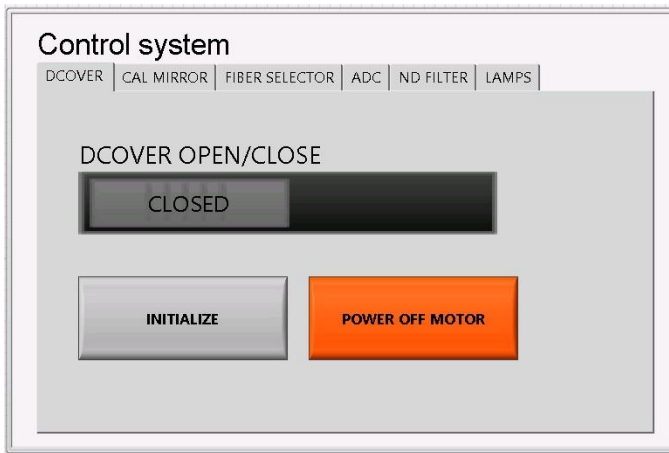 Control system
DCOVER CAL MIRROR FIBER SELECTOR ADC ND FILTER LAMPS
DCOVER OPEN/CLOSE
CLOSED
INITIALIZE POWER OFF MOTOR